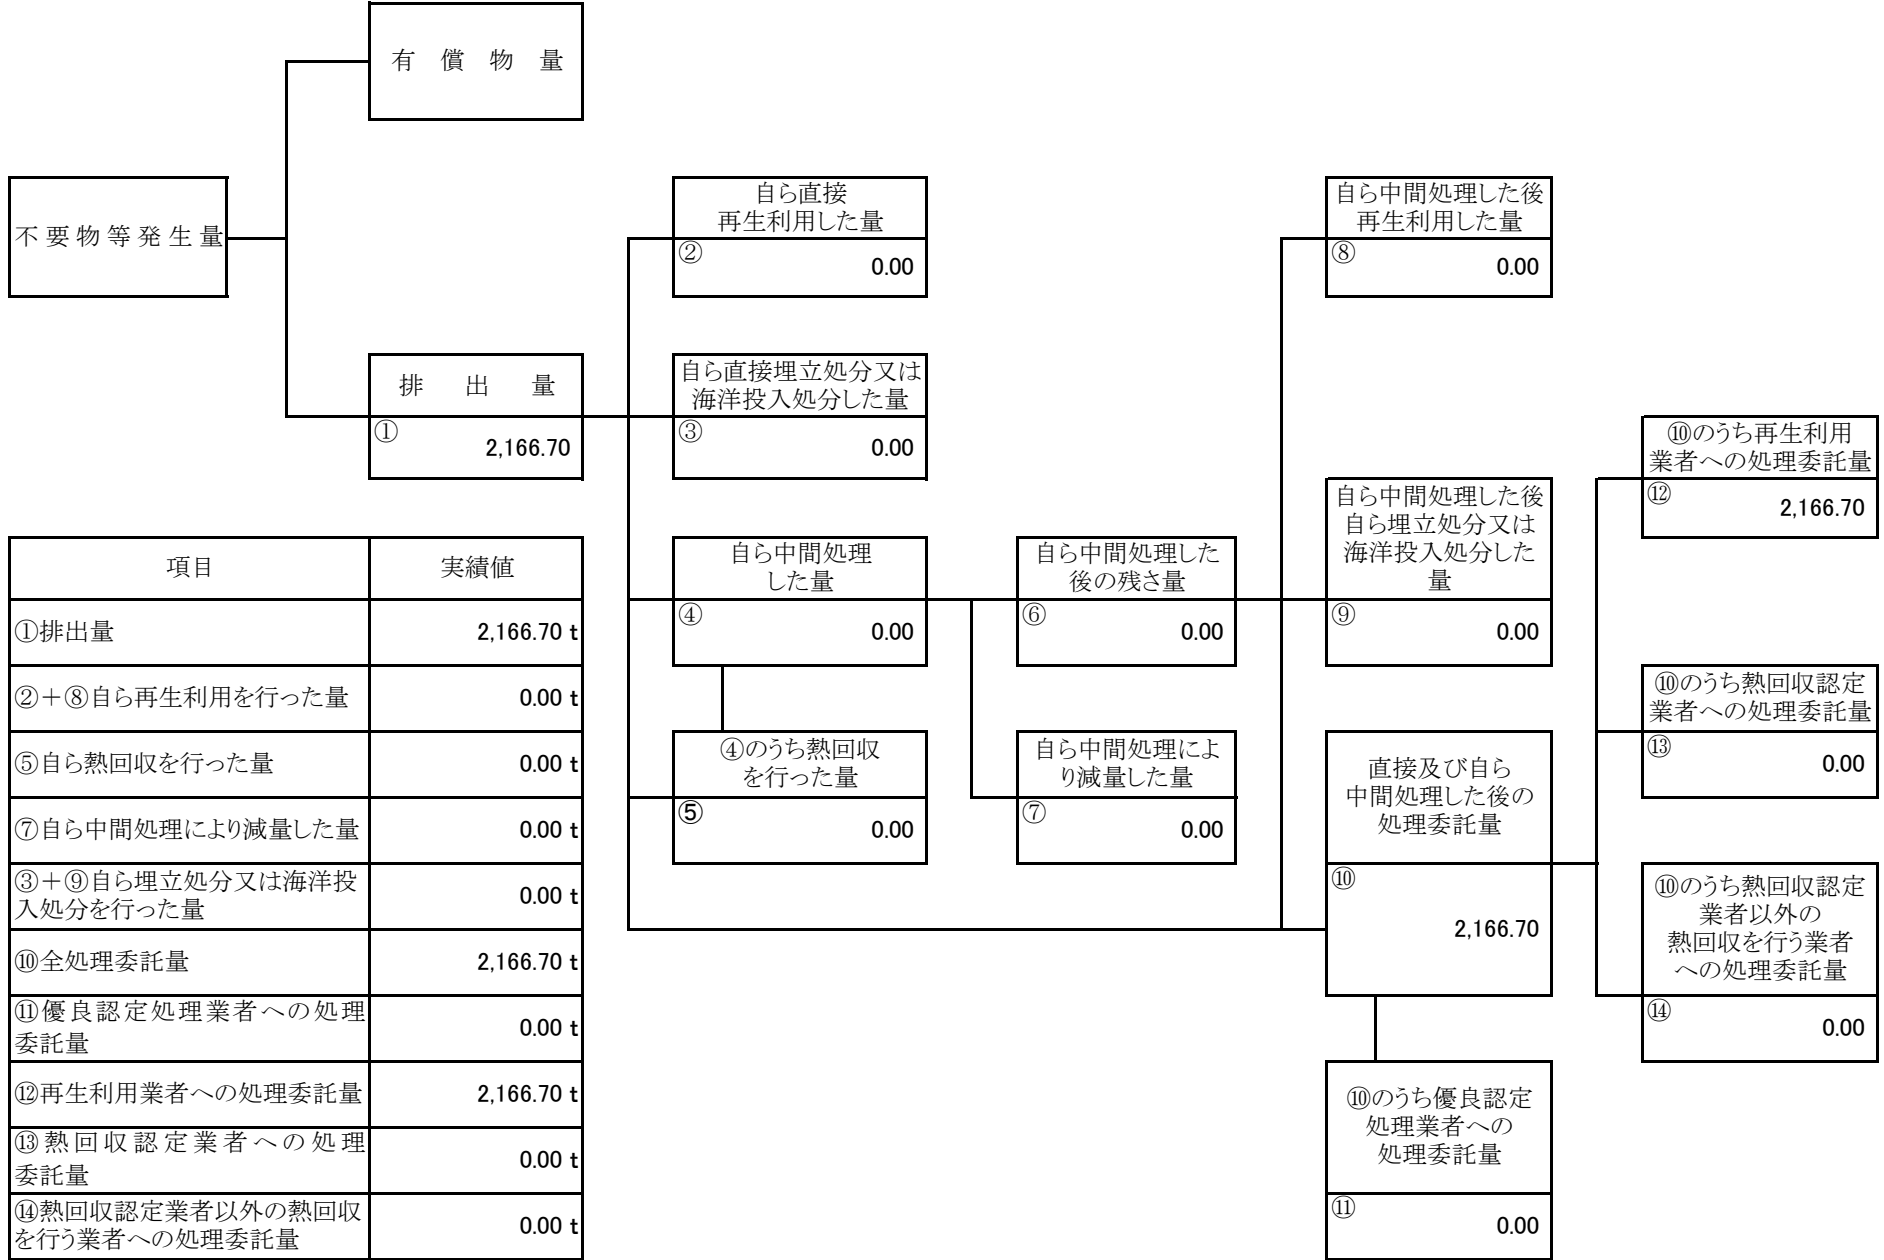 有償物量
不要物等発生量
自ら直接
再生利用した量
②
0.00
自ら中間処理した後
再生利用した量
⑧
0.00
排出量
①
2,166.70
自ら直接埋立処分又は
海洋投入処分した量
③
0.00
⑩のうち再生利用
業者への処理委託量
⑫
2,166.70
自ら中間処理した後
自ら埋立処分又は
海洋投入処分した
量
⑨
0.00
自ら中間処理
した量
④
0.00
自ら中間処理した
後の残さ量
⑥
0.00
⑩のうち熱回収認定
業者への処理委託量
⑬
0.00
④のうち熱回収
を行った量
⑤
0.00
自ら中間処理によ
り減量した量
⑦
0.00
直接及び自ら
中間処理した後の
処理委託量
⑩
2,166.70
⑩のうち熱回収認定
業者以外の
熱回収を行う業者
への処理委託量
⑭
0.00
⑩のうち優良認定
処理業者への
処理委託量
⑪
0.00
項目 実績値
①排出量 2,166.70 t
②+⑧自ら再生利用を行った量 0.00 t
⑤自ら熱回収を行った量 0.00 t
⑦自ら中間処理により減量した量 0.00 t
③+⑨自ら埋立処分又は海洋投
入処分を行った量 0.00 t
⑩全処理委託量 2,166.70 t
⑪優良認定処理業者への処理
委託量 0.00 t
⑫再生利用業者への処理委託量 2,166.70 t
⑬熱回収認定業者への処理
委託量 0.00 t
⑭熱回収認定業者以外の熱回収
を行う業者への処理委託量 0.00 t